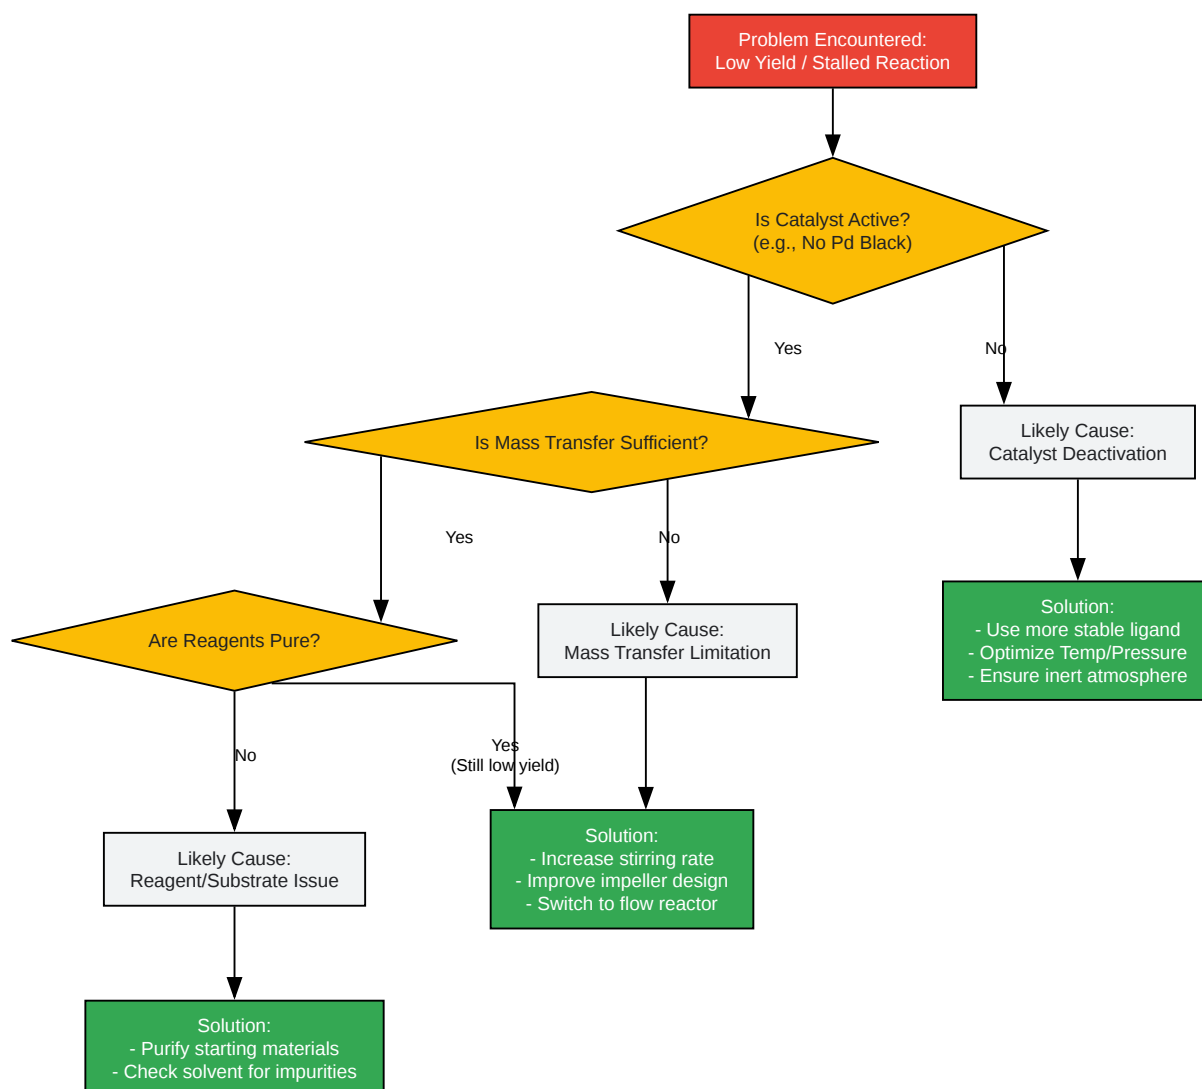 Problem Encountered:
Low Yield / Stalled Reaction
Is Catalyst Active?
(e.g., No Pd Black)
Yes
No
Is Mass Transfer Sufficient?
Likely Cause:
Catalyst Deactivation
Yes
No
Solution:
- Use more stable ligand
- Optimize Temp/Pressure
- Ensure inert atmosphere
Are Reagents Pure?
Likely Cause:
Mass Transfer Limitation
No
Yes
(Still low yield)
Likely Cause:
Reagent/Substrate Issue
Solution:
- Increase stirring rate
- Improve impeller design
- Switch to flow reactor
Solution:
- Purify starting materials
- Check solvent for impurities